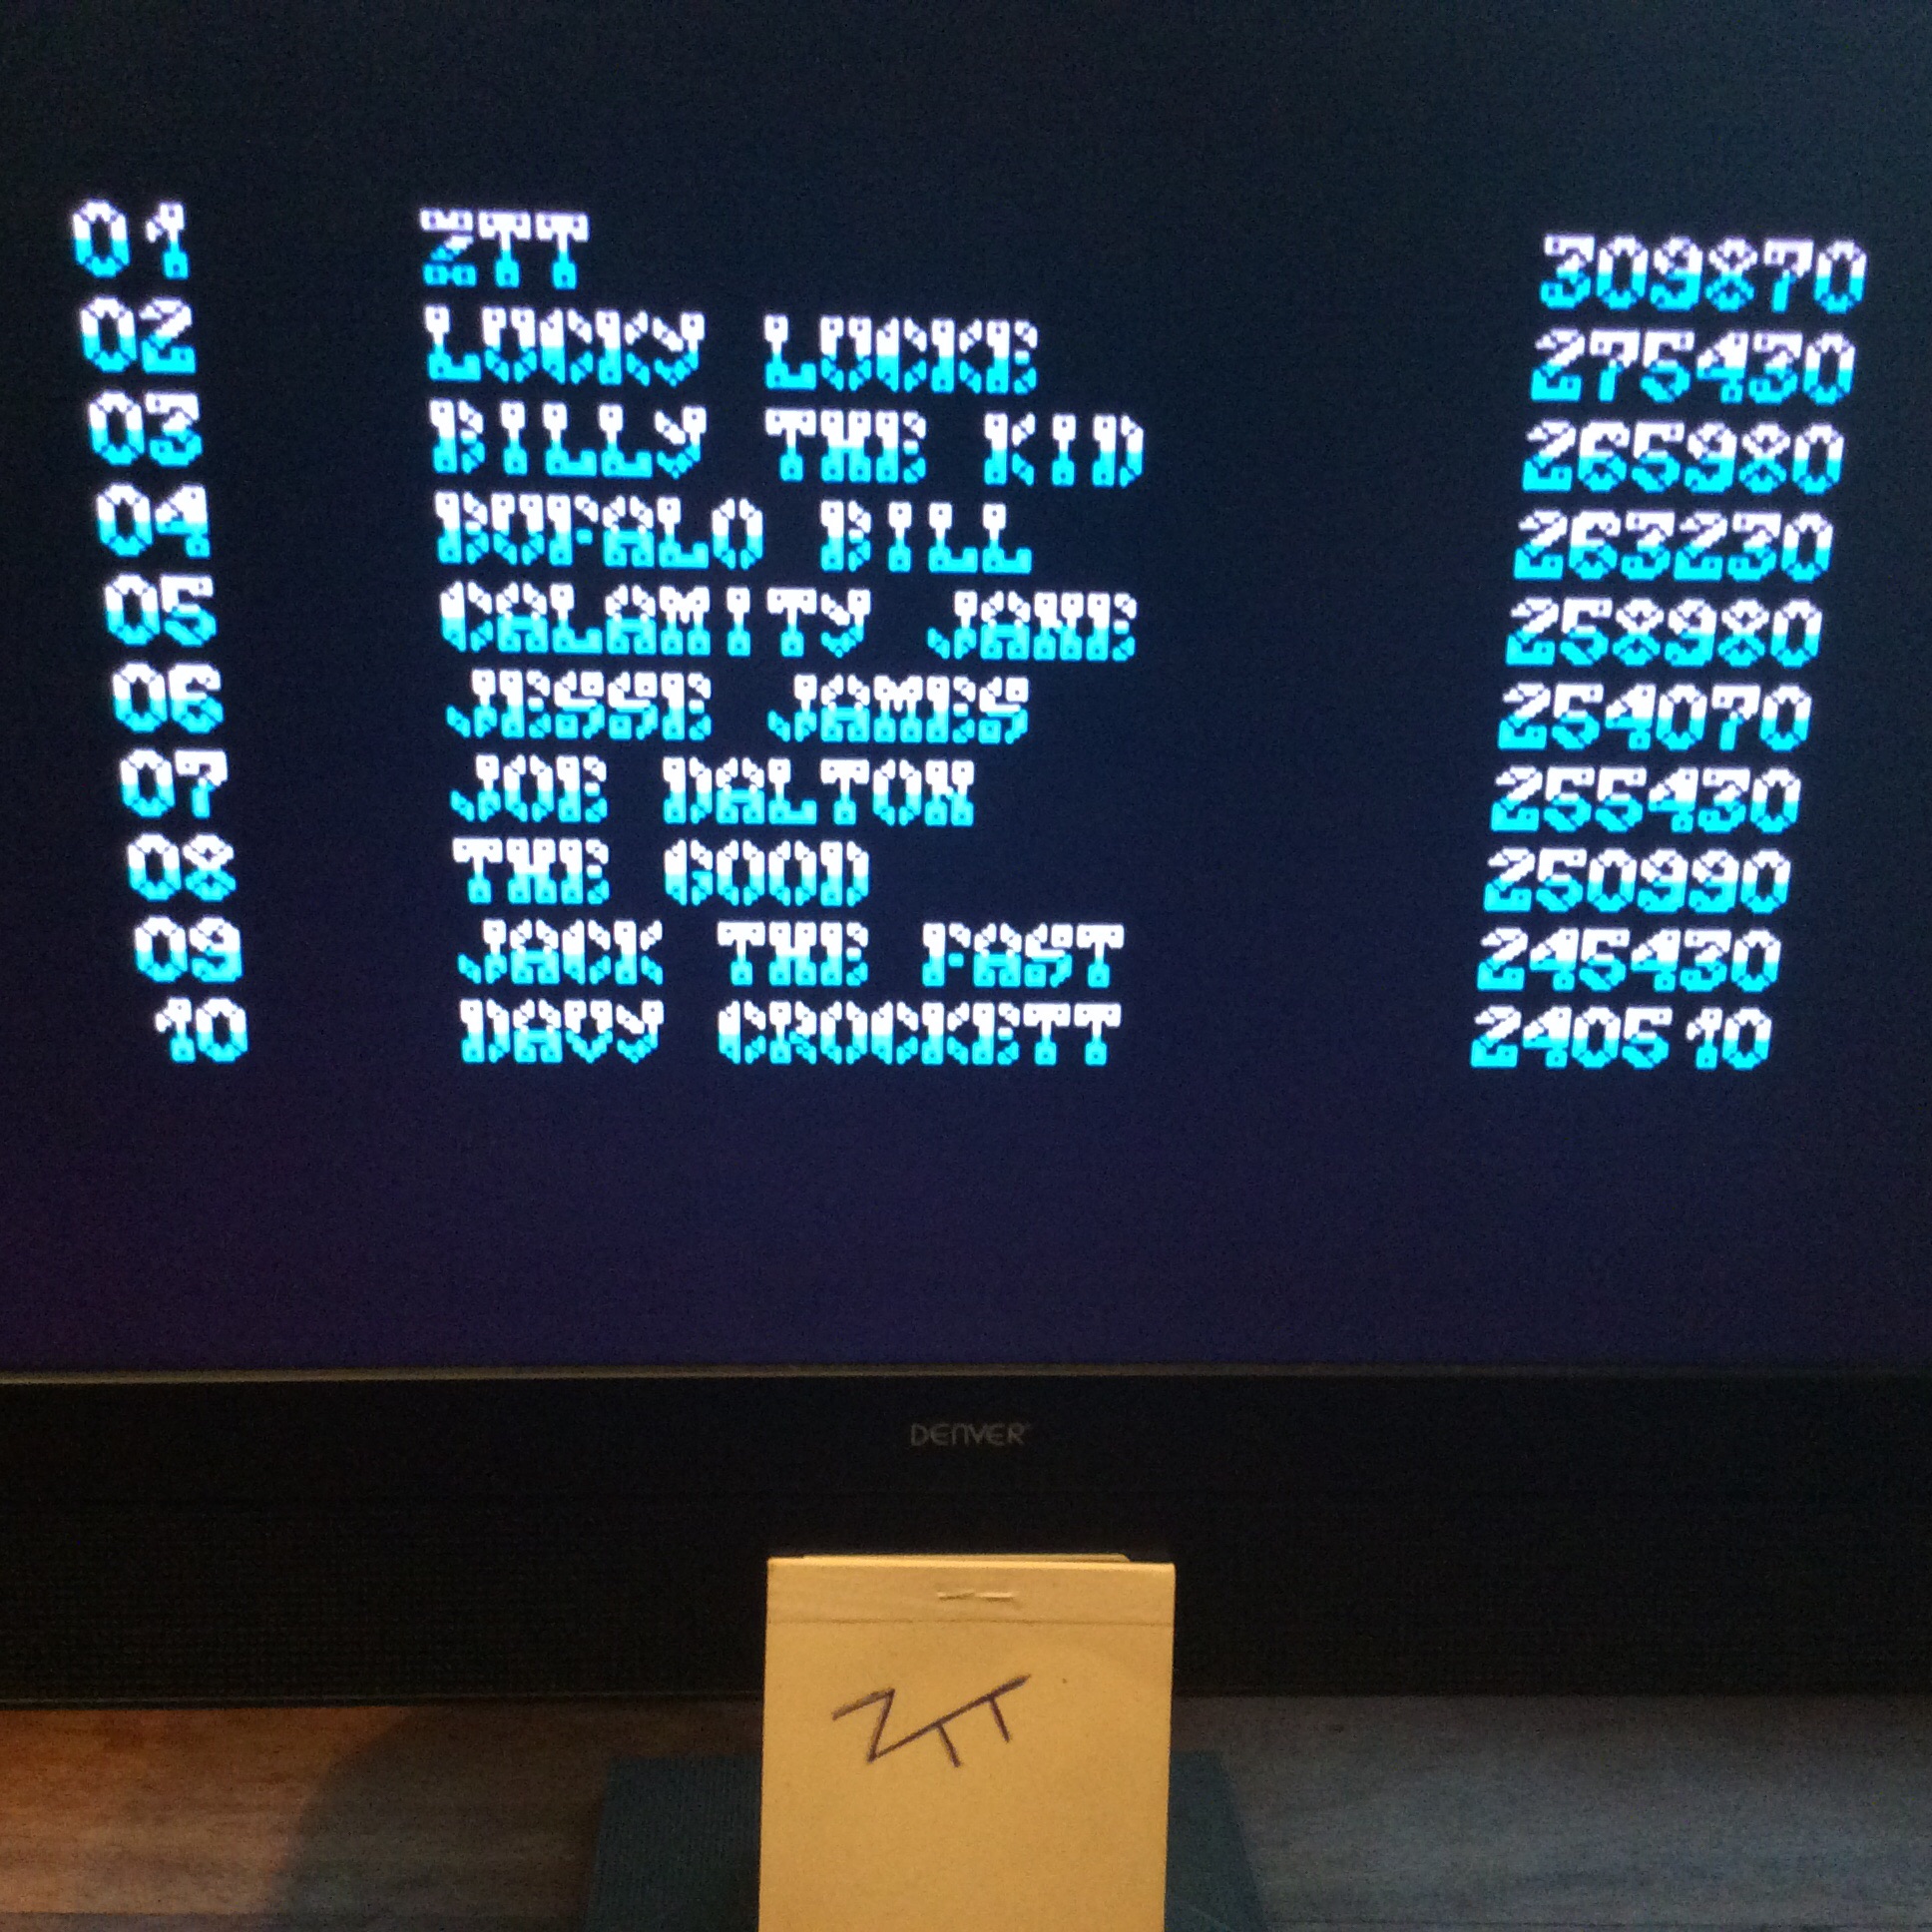 01 ZTT 309870
02 LUCKY LUCKE 275430
03 BILLY THE KID 265980
04 BUFALO BILL 263230
05 CALAMITY JANE 258980
06 JESSE JAMES 254070
07 JOE DALTON 255430
08 THE GOOD 250990
09 JACK THE FAST 245430
10 DAVY CROCKETT 240510
DENVER
ZTT